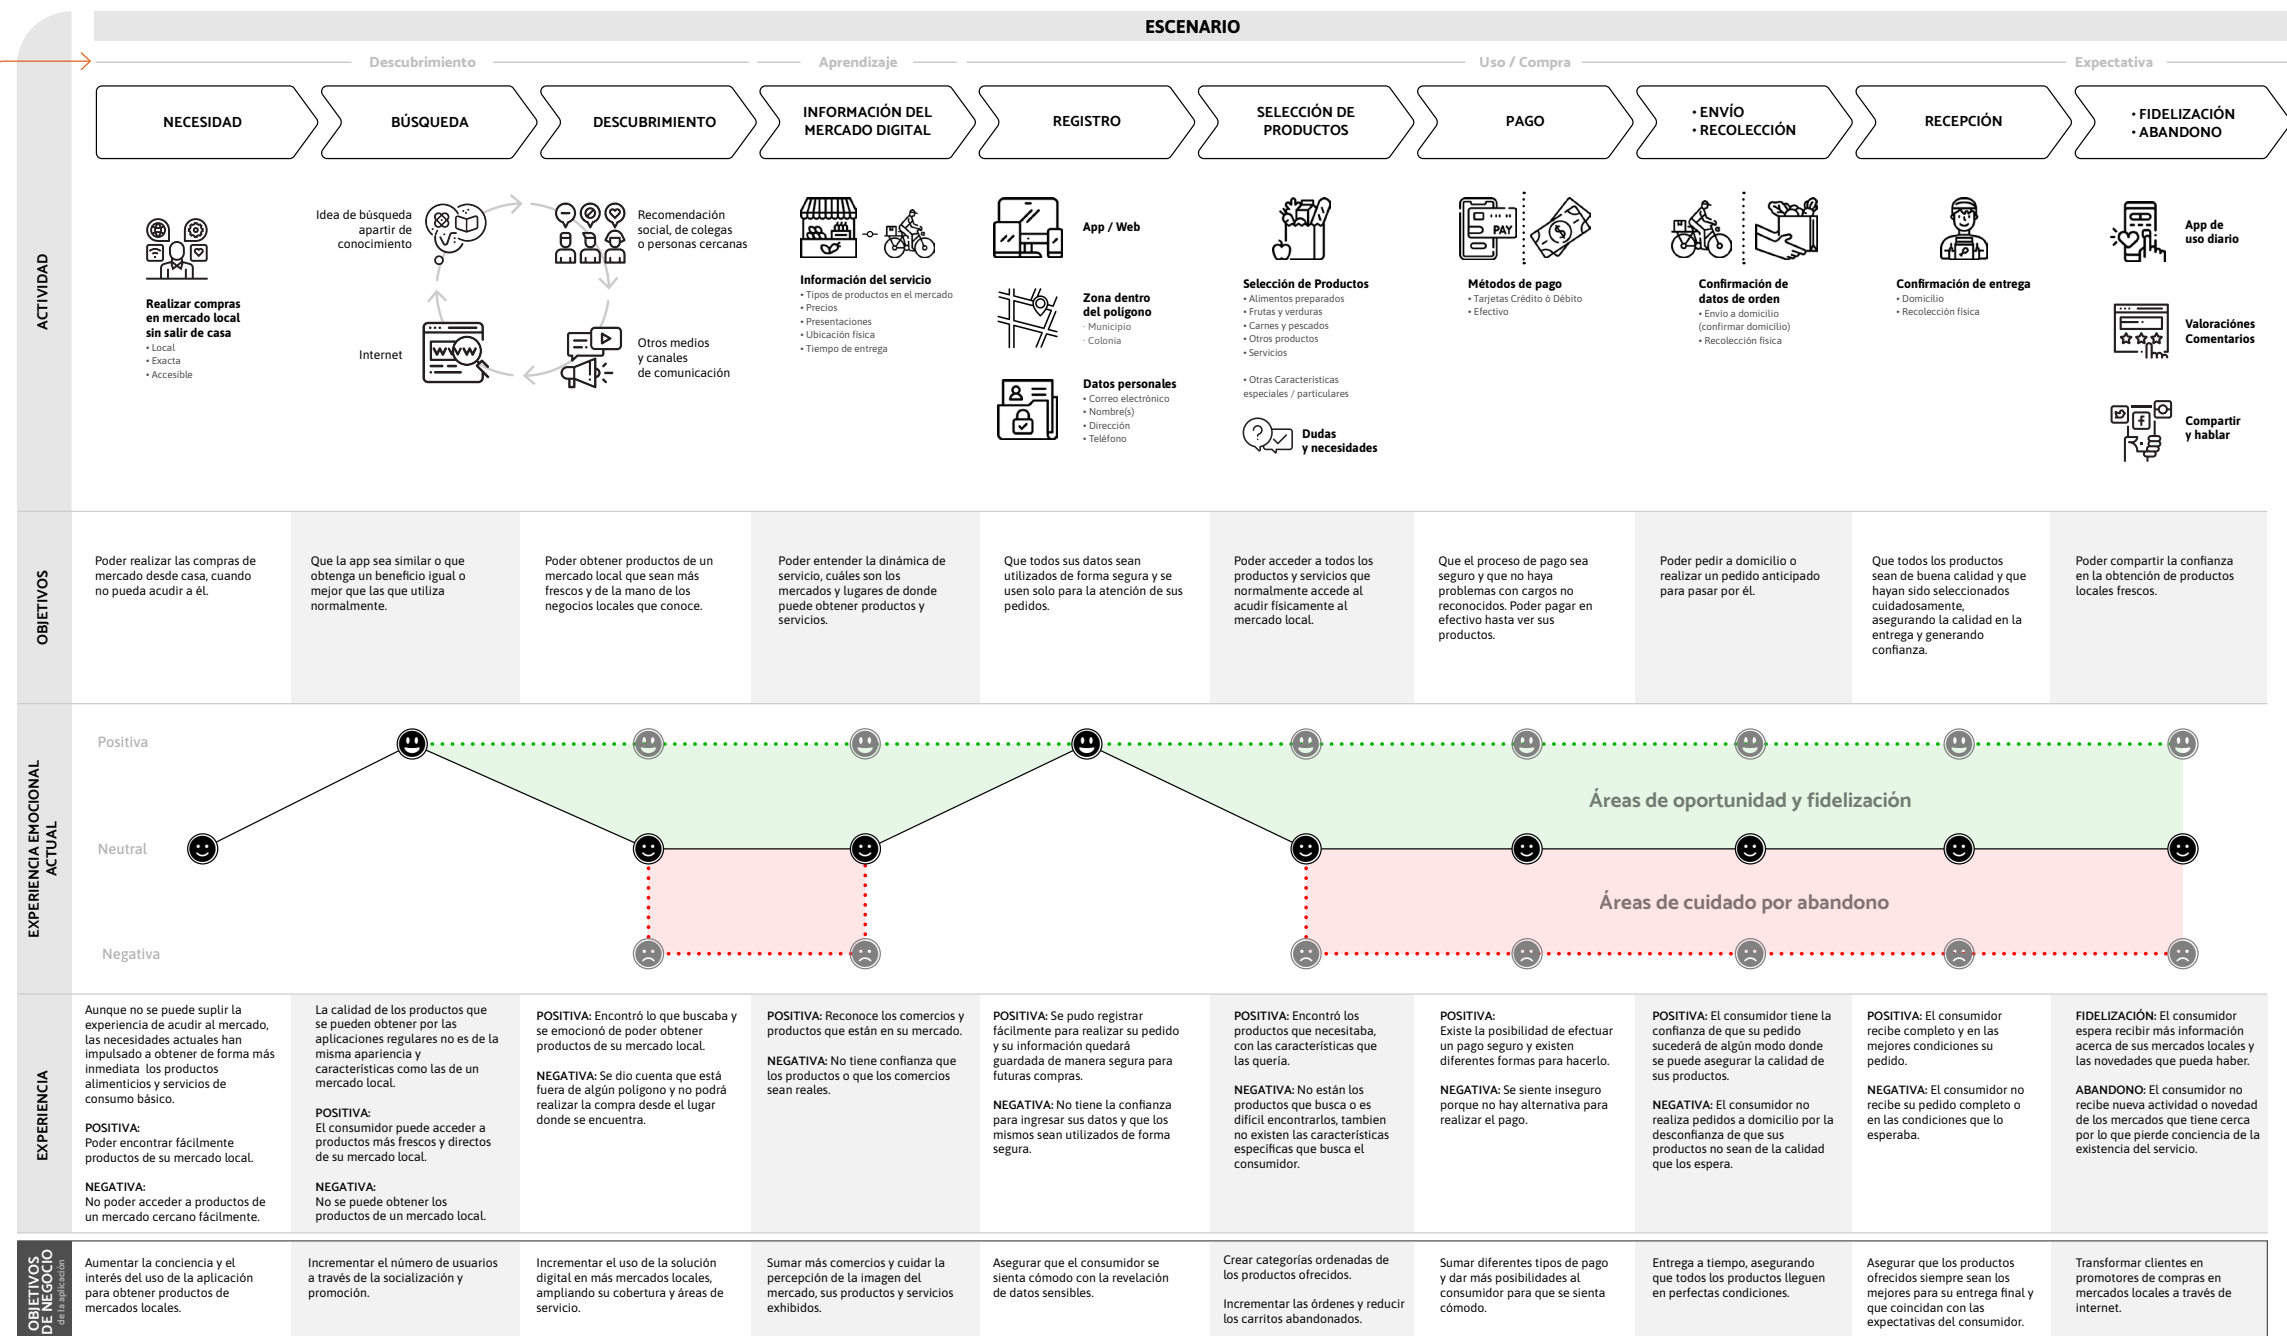 ESCENARIO
Descubrimiento
Aprendizaje
Uso / Compra
Expectativa
NECESIDAD
BÚSQUEDA
DESCUBRIMIENTO
INFORMACIÓN DEL
MERCADO DIGITAL
REGISTRO
SELECCIÓN DE
PRODUCTOS
PAGO
• ENVÍO
• RECOLECCIÓN
RECEPCIÓN
• FIDELIZACIÓN
• ABANDONO
ACTIVIDAD
Realizar compras
en mercado local
sin salir de casa
• Local
• Exacta
• Accesible
Idea de búsqueda
apartir de
conocimiento
Recomendación
social, de colegas
o personas cercanas
Internet
WWW
Otros medios
y canales
de comunicación
Información del servicio
• Tipos de productos en el mercado
• Precios
• Presentaciones
• Ubicación física
• Tiempo de entrega
App / Web
Zona dentro
del polígono
- Municipio
- Colonia
Datos personales
• Correo electrónico
• Nombre(s)
• Dirección
• Teléfono
Selección de Productos
• Alimentos preparados
• Frutas y verduras
• Carnes y pescados
• Otros productos
• Servicios
• Otras Características
especiales / particulares
Dudas
y necesidades
PAY
Métodos de pago
• Tarjetas Crédito ó Débito
• Efectivo
Confirmación de
datos de orden
• Envío a domicilio
(confirmar domicilio)
• Recolección física
Confirmación de entrega
• Domicilio
• Recolección física
App de
uso diario
Valoraciónes
Comentarios
Compartir
y hablar
OBJETIVOS
Poder realizar las compras de
mercado desde casa, cuando
no pueda acudir a él.
Que la app sea similar o que
obtenga un beneficio igual o
mejor que las que utiliza
normalmente.
Poder obtener productos de un
mercado local que sean más
frescos y de la mano de los
negocios locales que conoce.
Poder entender la dinámica de
servicio, cuáles son los
mercados y lugares de donde
puede obtener productos y
servicios.
Que todos sus datos sean
utilizados de forma segura y se
usen solo para la atención de sus
pedidos.
Poder acceder a todos los
productos y servicios que
normalmente accede al
acudir físicamente al
mercado local.
Que el proceso de pago sea
seguro y que no haya
problemas con cargos no
reconocidos. Poder pagar en
efectivo hasta ver sus
productos.
Poder pedir a domicilio o
realizar un pedido anticipado
para pasar por él.
Que todos los productos
sean de buena calidad y que
hayan sido seleccionados
cuidadosamente,
asegurando la calidad en la
entrega y generando
confianza.
Poder compartir la confianza
en la obtención de productos
locales frescos.
EXPERIENCIA EMOCIONAL
ACTUAL
Positiva
Neutral
Negativa
Áreas de oportunidad y fidelización
Áreas de cuidado por abandono
EXPERIENCIA
Aunque no se puede suplir la
experiencia de acudir al mercado,
las necesidades actuales han
impulsado a obtener de forma más
inmediata los productos
alimenticios y servicios de
consumo básico.
POSITIVA:
Poder encontrar fácilmente
productos de su mercado local.
NEGATIVA:
No poder acceder a productos de
un mercado cercano fácilmente.
La calidad de los productos que
se pueden obtener por las
aplicaciones regulares no es de la
misma apariencia y
características como las de un
mercado local.
POSITIVA:
El consumidor puede acceder a
productos más frescos y directos
de su mercado local.
NEGATIVA:
No se puede obtener los
productos de un mercado local.
POSITIVA: Encontró lo que buscaba y
se emocionó de poder obtener
productos de su mercado local.
NEGATIVA: Se dio cuenta que está
fuera de algún polígono y no podrá
realizar la compra desde el lugar
donde se encuentra.
POSITIVA: Reconoce los comercios y
productos que están en su mercado.
NEGATIVA: No tiene confianza que
los productos o que los comercios
sean reales.
POSITIVA: Se pudo registrar
fácilmente para realizar su pedido
y su información quedará
guardada de manera segura para
futuras compras.
NEGATIVA: No tiene la confianza
para ingresar sus datos y que los
mismos sean utilizados de forma
segura.
POSITIVA: Encontró los
productos que necesitaba,
con las características que
las quería.
NEGATIVA: No están los
productos que busca o es
difícil encontrarlos, tambien
no existen las características
específicas que busca el
consumidor.
POSITIVA:
Existe la posibilidad de efectuar
un pago seguro y existen
diferentes formas para hacerlo.
NEGATIVA: Se siente inseguro
porque no hay alternativa para
realizar el pago.
POSITIVA: El consumidor tiene la
confianza de que su pedido
sucederá de algún modo donde
se puede asegurar la calidad de
sus productos.
NEGATIVA: El consumidor no
realiza pedidos a domicilio por la
desconfianza de que sus
productos no sean de la calidad
que los espera.
POSITIVA: El consumidor
recibe completo y en las
mejores condiciones su
pedido.
NEGATIVA: El consumidor no
recibe su pedido completo o
en las condiciones que lo
esperaba.
FIDELIZACIÓN: El consumidor
espera recibir más información
acerca de sus mercados locales y
las novedades que pueda haber.
ABANDONO: El consumidor no
recibe nueva actividad o novedad
de los mercados que tiene cerca
por lo que pierde conciencia de la
existencia del servicio.
OBJETIVOS
DE NEGOCIO
de la aplicación
Aumentar la conciencia y el
interés del uso de la aplicación
para obtener productos de
mercados locales.
Incrementar el número de usuarios
a través de la socialización y
promoción.
Incrementar el uso de la solución
digital en más mercados locales,
ampliando su cobertura y áreas de
servicio.
Sumar más comercios y cuidar la
percepción de la imagen del
mercado, sus productos y servicios
exhibidos.
Asegurar que el consumidor se
sienta cómodo con la revelación
de datos sensibles.
Crear categorías ordenadas de
los productos ofrecidos.
Incrementar las órdenes y reducir
los carritos abandonados.
Sumar diferentes tipos de pago
y dar más posibilidades al
consumidor para que se sienta
cómodo.
Entrega a tiempo, asegurando
que todos los productos lleguen
en perfectas condiciones.
Asegurar que los productos
ofrecidos siempre sean los
mejores para su entrega final y
que coincidan con las
expectativas del consumidor.
Transformar clientes en
promotores de compras en
mercados locales a través de
internet.